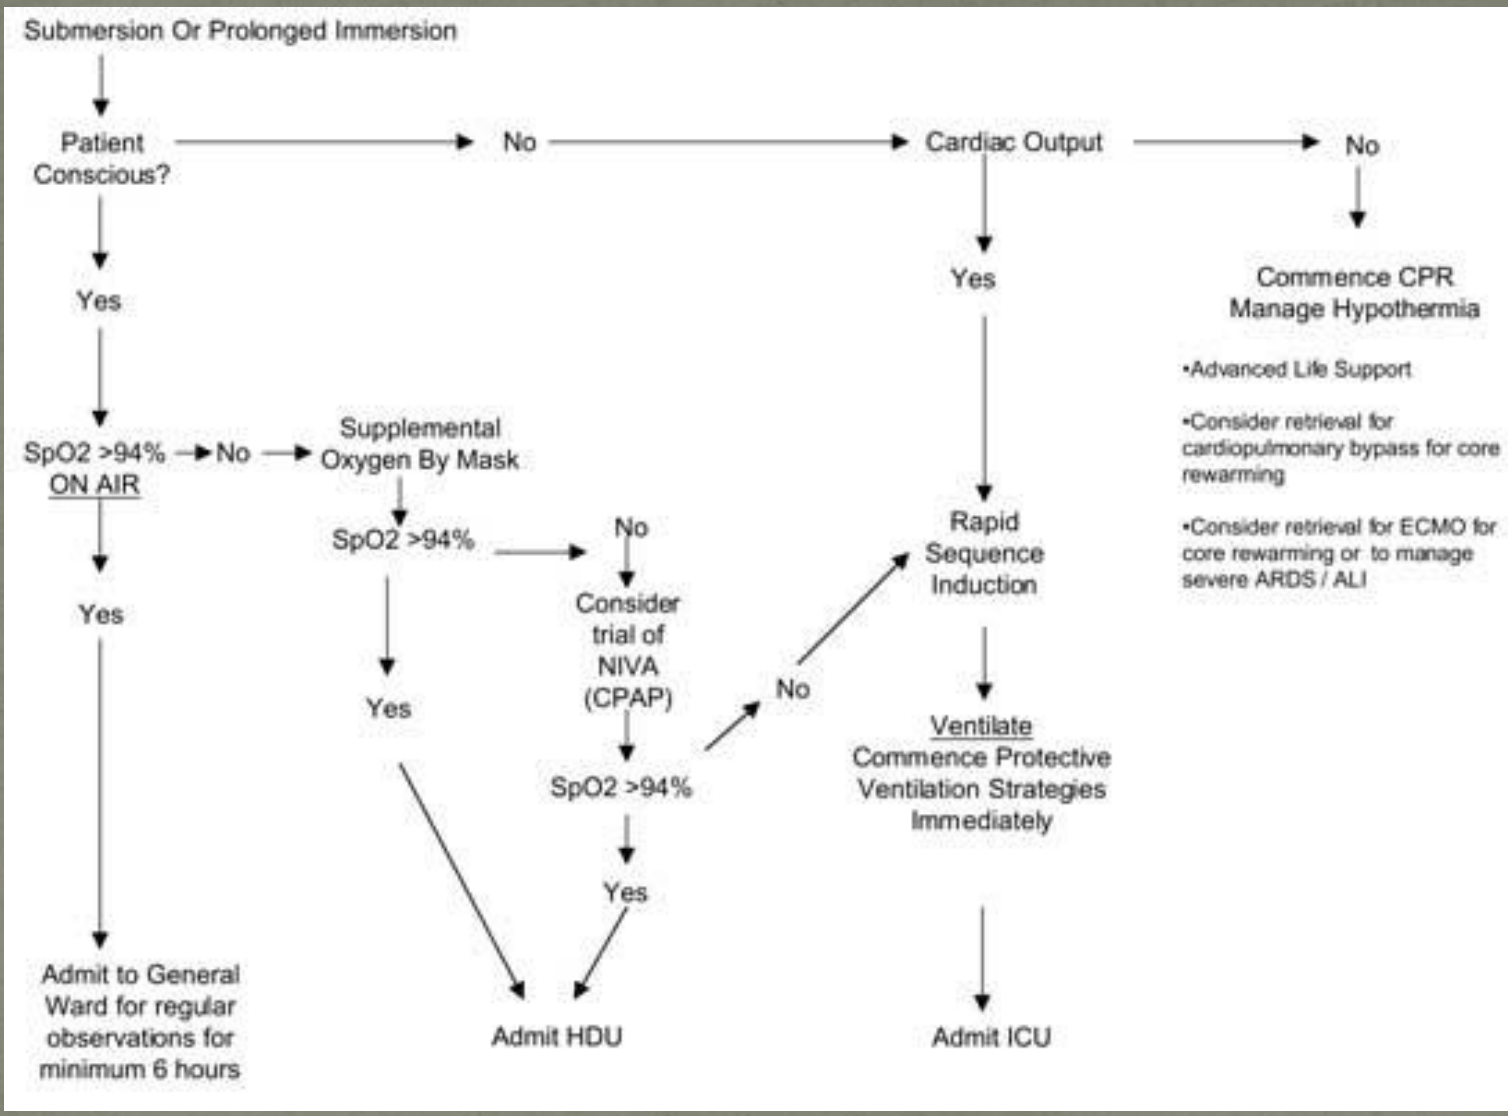 Submersion Or Prolonged Immersion
Patient
Conscious?
No
Cardiac Output
No
Yes
Yes
Commence CPR
Manage Hypothermia
•Advanced Life Support
•Consider retrieval for
cardiopulmonary bypass for core
rewarming
•Consider retrieval for ECMO for
core rewarming or to manage
severe ARDS / ALI
SpO2 >94%
ON AIR
No
Supplemental
Oxygen By Mask
SpO2 >94%
No
Consider
trial of
NIVA
(CPAP)
Rapid
Sequence
Induction
Yes
Yes
No
SpO2 >94%
Ventilate
Commence Protective
Ventilation Strategies
Immediately
Yes
Admit to General
Ward for regular
observations for
minimum 6 hours
Admit HDU
Admit ICU